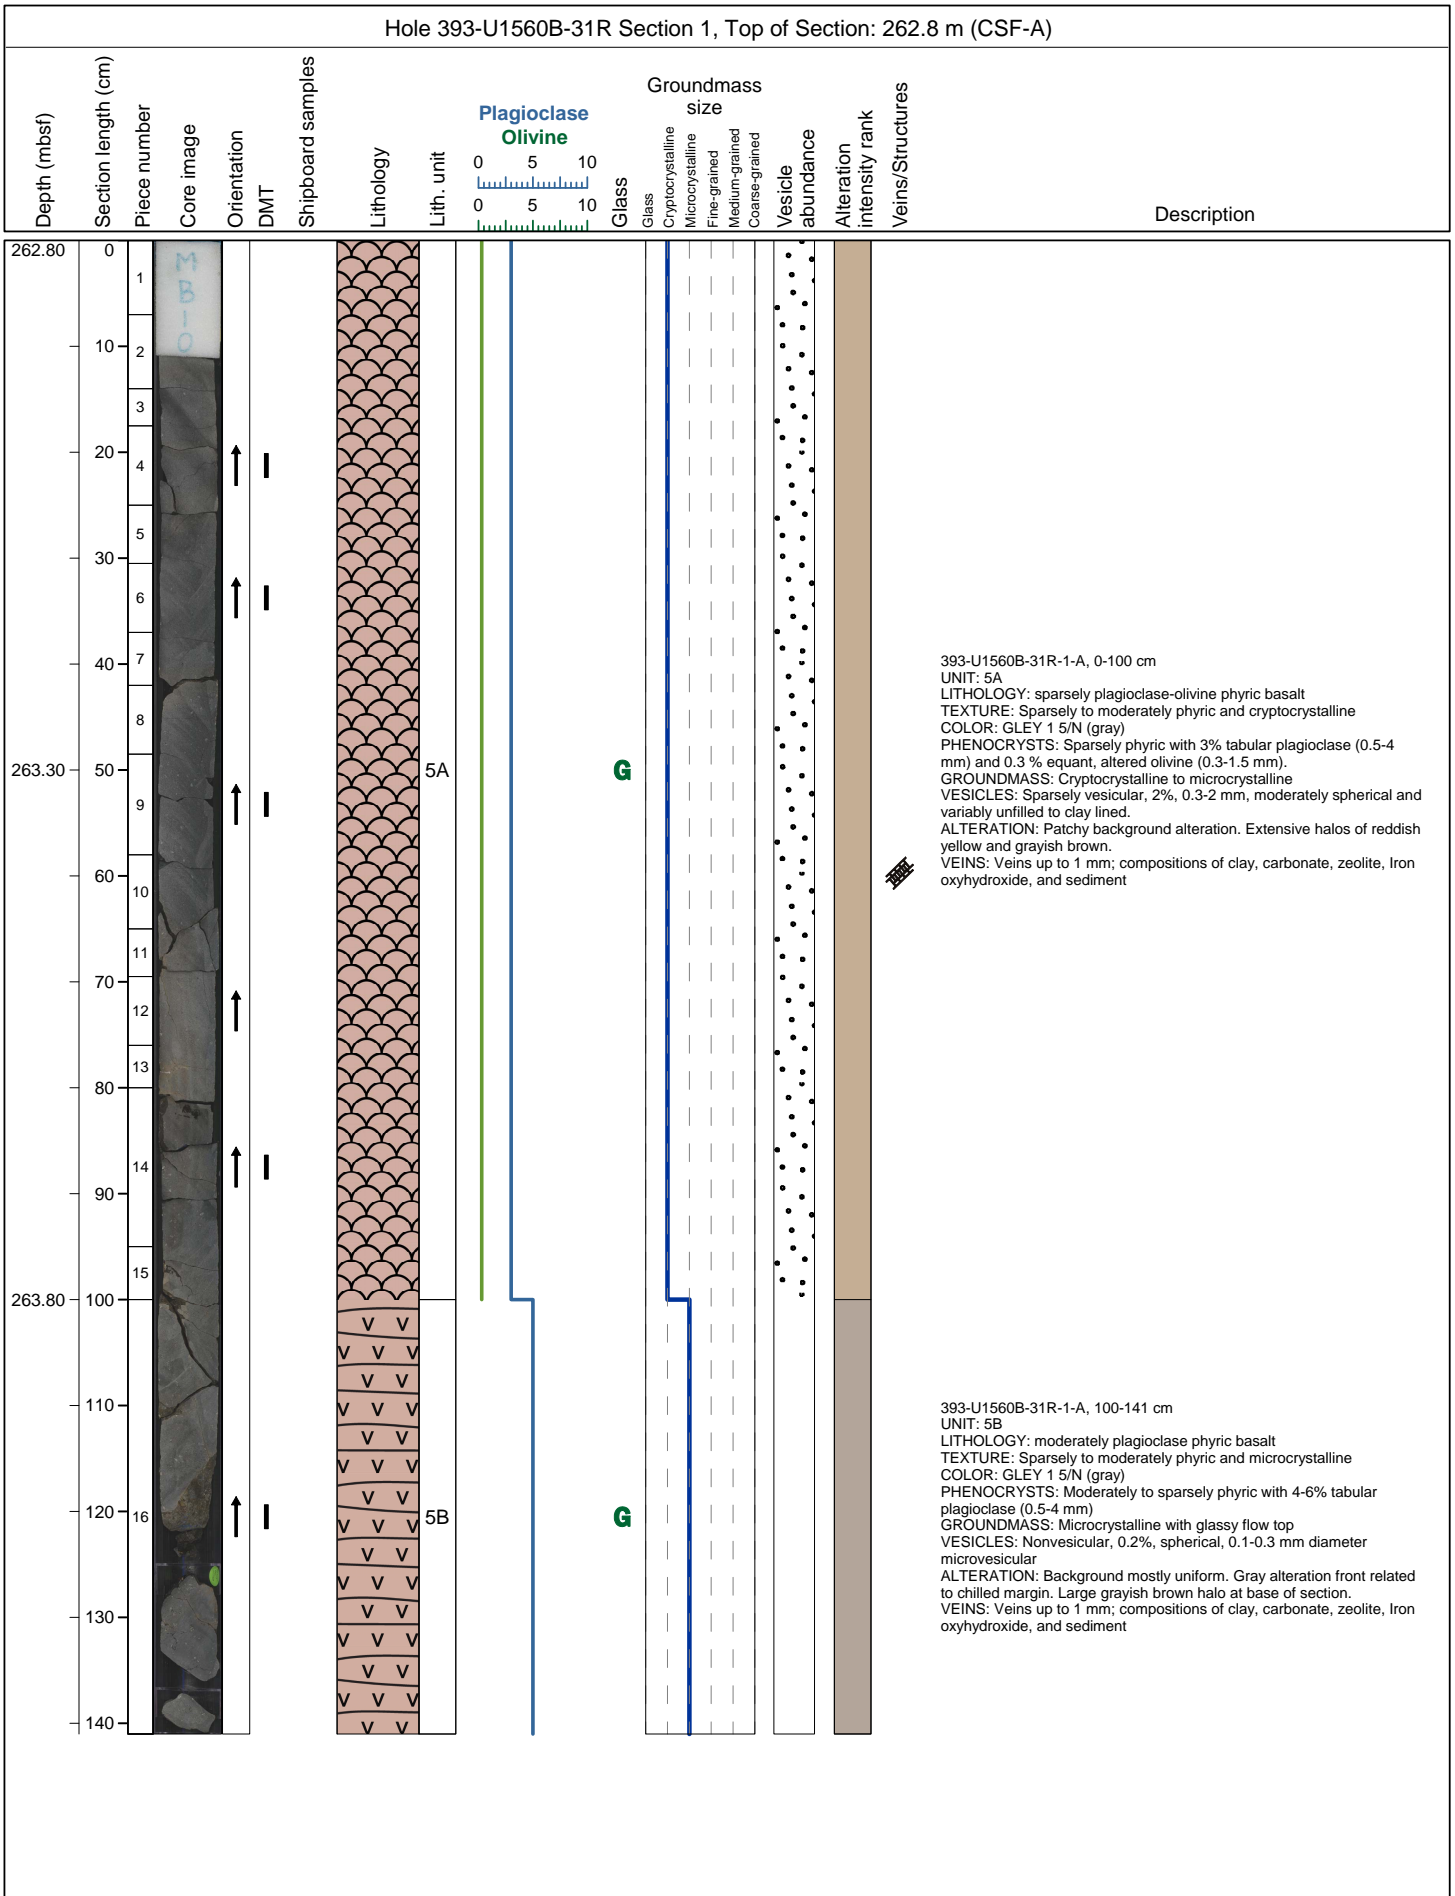 Hole 393-U1560B-31R Section 1, Top of Section: 262.8 m (CSF-A)
Depth (mbsf)
Section length (cm)
Piece number
Core image
Orientation
DMT
Shipboard samples
Lithology
Lith. unit
Plagioclase
Olivine
0 5 10
0 5 10
Glass
Groundmass
size
Glass
Cryptocrystalline
Microcrystalline
Fine-grained
Medium-grained
Coarse-grained
Vesicle
abundance
Alteration
intensity rank
Veins/Structures
Description
262.80
263.30
263.80
0
10
20
30
40
50
60
70
80
90
100
110
120
130
140
1
2
3
4
5
6
7
8
9
10
11
12
13
14
15
16
M
B
I
O
5A
5B
G
G
393-U1560B-31R-1-A, 0-100 cm
UNIT: 5A
LITHOLOGY: sparsely plagioclase-olivine phyric basalt
TEXTURE: Sparsely to moderately phyric and cryptocrystalline
COLOR: GLEY 1 5/N (gray)
PHENOCRYSTS: Sparsely phyric with 3% tabular plagioclase (0.5-4
mm) and 0.3 % equant, altered olivine (0.3-1.5 mm).
GROUNDMASS: Cryptocrystalline to microcrystalline
VESICLES: Sparsely vesicular, 2%, 0.3-2 mm, moderately spherical and
variably unfilled to clay lined.
ALTERATION: Patchy background alteration. Extensive halos of reddish
yellow and grayish brown.
VEINS: Veins up to 1 mm; compositions of clay, carbonate, zeolite, Iron
oxyhydroxide, and sediment
393-U1560B-31R-1-A, 100-141 cm
UNIT: 5B
LITHOLOGY: moderately plagioclase phyric basalt
TEXTURE: Sparsely to moderately phyric and microcrystalline
COLOR: GLEY 1 5/N (gray)
PHENOCRYSTS: Moderately to sparsely phyric with 4-6% tabular
plagioclase (0.5-4 mm)
GROUNDMASS: Microcrystalline with glassy flow top
VESICLES: Nonvesicular, 0.2%, spherical, 0.1-0.3 mm diameter
microvesicular
ALTERATION: Background mostly uniform. Gray alteration front related
to chilled margin. Large grayish brown halo at base of section.
VEINS: Veins up to 1 mm; compositions of clay, carbonate, zeolite, Iron
oxyhydroxide, and sediment